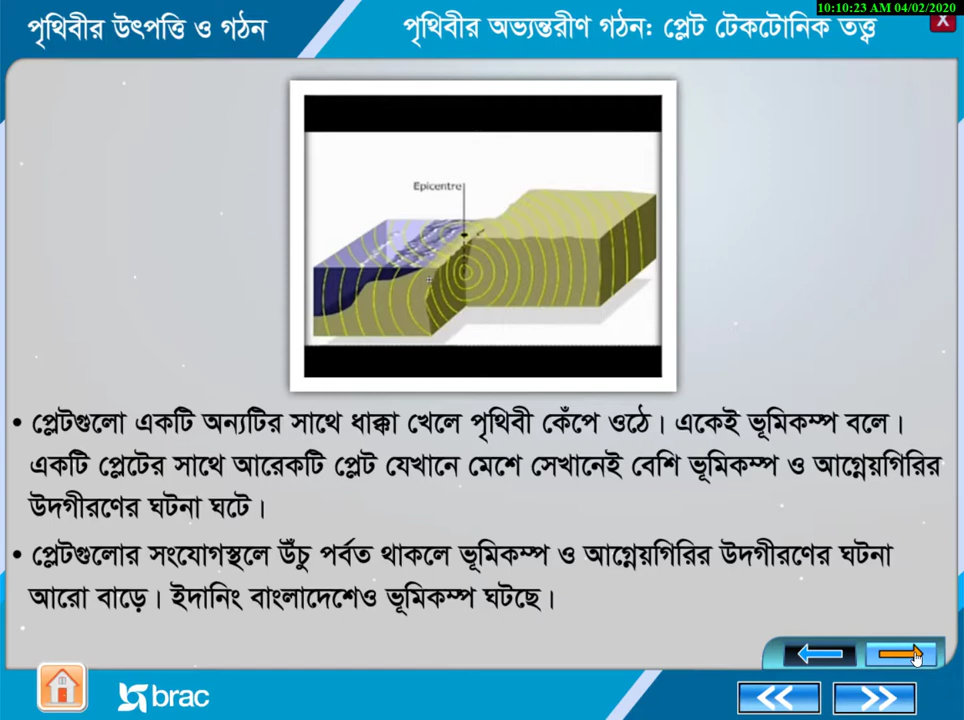 10:10:23 AM 04/02/2020
পৃথিবীর উৎপত্তি ও গঠন
পৃথিবীর অভ্যন্তরীণ গঠন: প্লেট টেকটোনিক তত্ত্ব
X
Epicentre
• প্লেটগুলো একটি অন্যটির সাথে ধাক্কা খেলে পৃথিবী কেঁপে ওঠে। একেই ভূমিকম্প বলে।
একটি প্লেটের সাথে আরেকটি প্লেট যেখানে মেশে সেখানেই বেশি ভূমিকম্প ও আগ্নেয়গিরির
উদগীরণের ঘটনা ঘটে।
• প্লেটগুলোর সংযোগস্থলে উঁচু পর্বত থাকলে ভূমিকম্প ও আগ্নেয়গিরির উদগীরণের ঘটনা
আরো বাড়ে। ইদানিং বাংলাদেশেও ভূমিকম্প ঘটছে।
brac